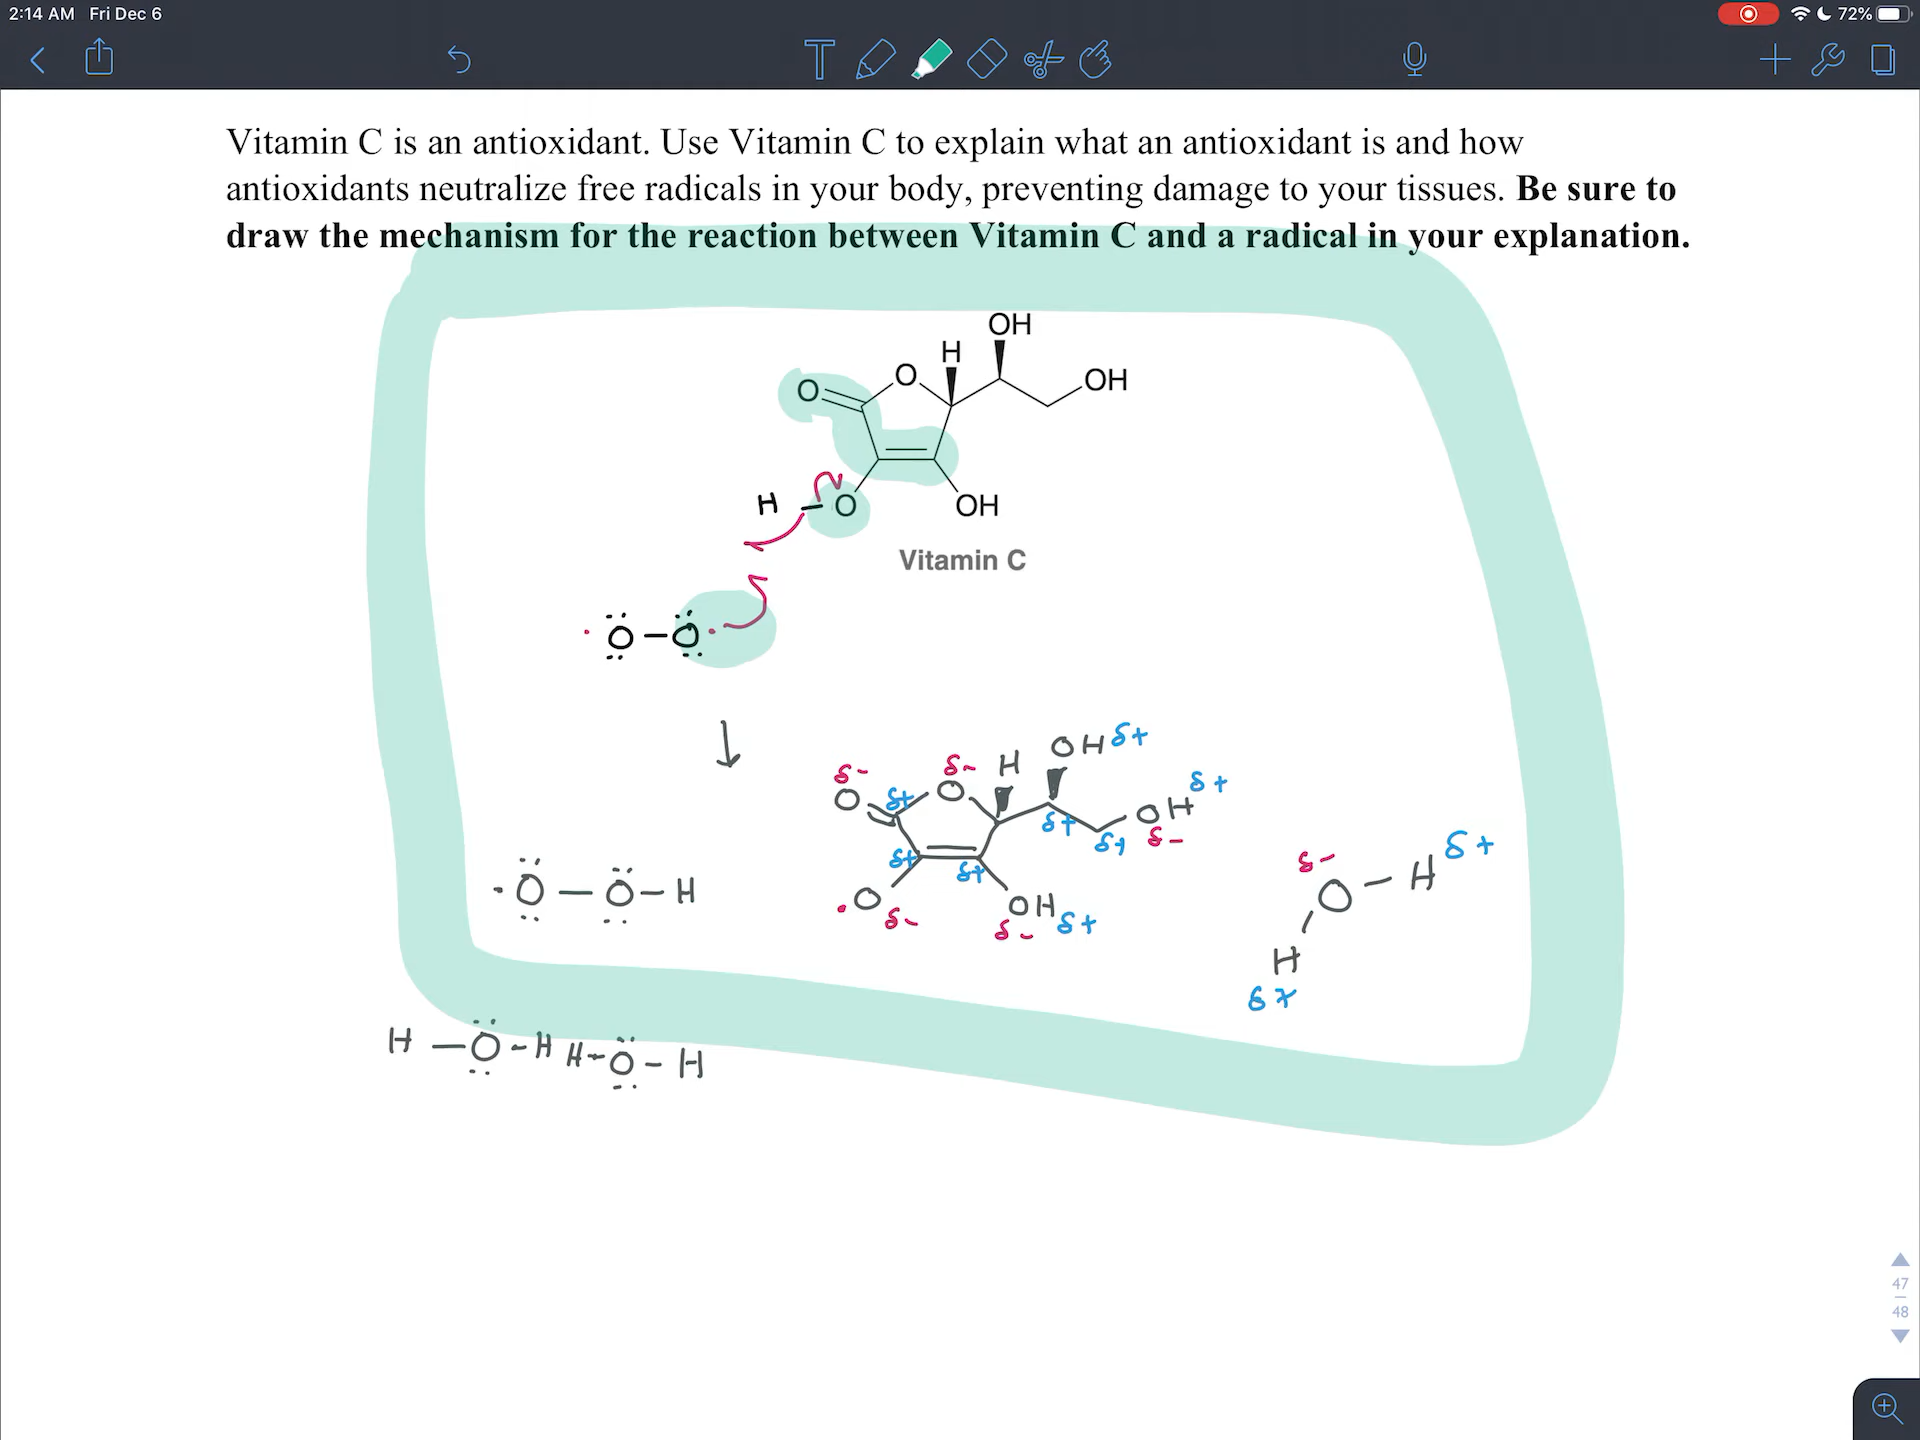 2:14 AM Fri Dec 6
72%
T
Vitamin C is an antioxidant. Use Vitamin C to explain what an antioxidant is and how
antioxidants neutralize free radicals in your body, preventing damage to your tissues. Be sure to
draw the mechanism for the reaction between Vitamin C and a radical in your explanation.
OH
H
O
O
OH
H
O
OH
Vitamin C
·O–O·
OH δ+
H
δ-
δ-
O
O
δ+
δ+
OH
δ-
δ+
δ+
δ+
δ+
·O–O–H
·O
δ-
OH
δ-
δ+
δ-
O–H
δ+
H
δ+
H–O–H H–O–H
47
48